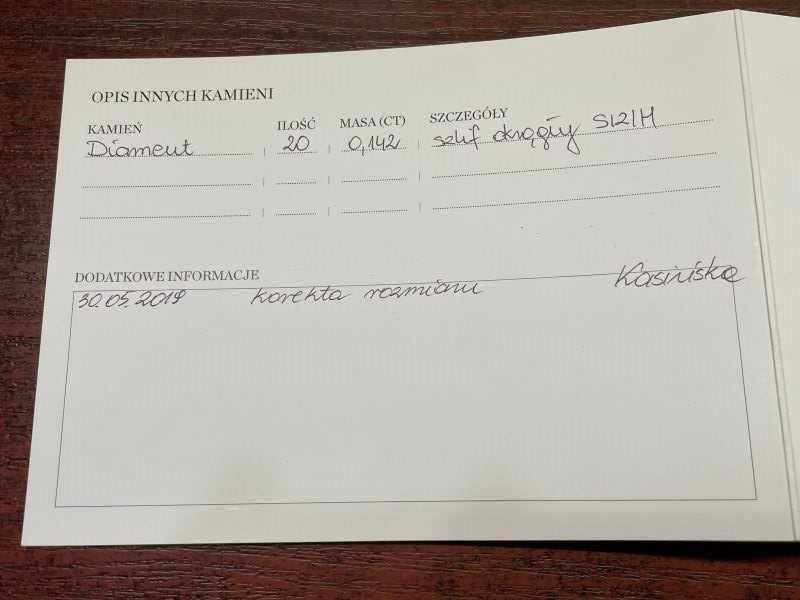 OPIS INNYCH KAMIENI
KAMIEŃ ILOŚĆ MASA (CT) SZCZEGÓŁY
Diament 20 0,142 szlif okrągły SI2/H
DODATKOWE INFORMACJE
30.05.2019 korekta rozmiaru Kasińska